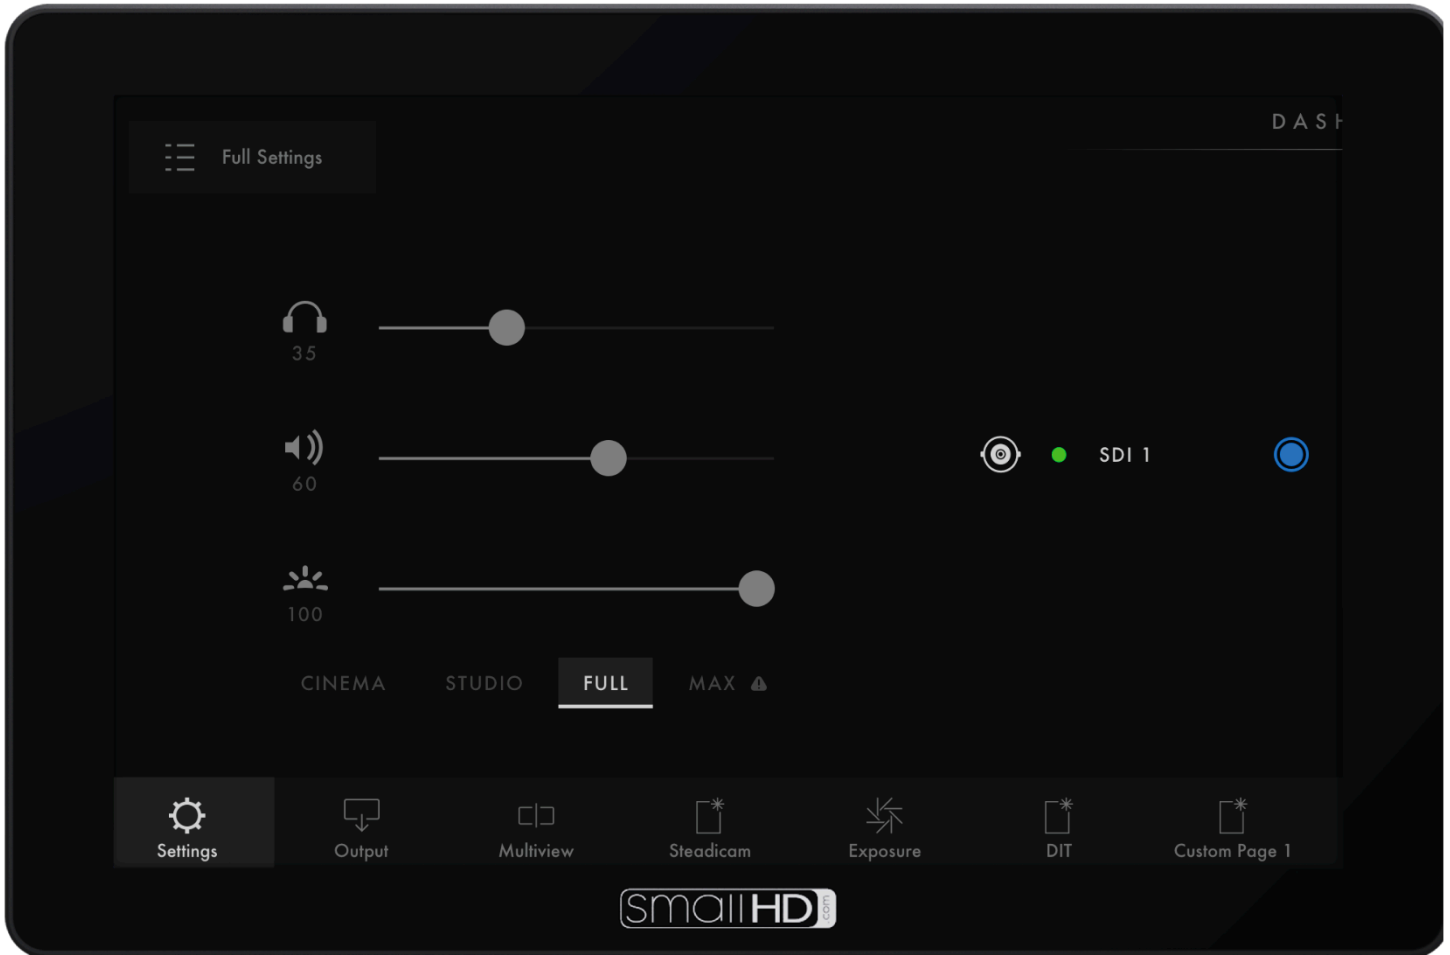 DASH
Full Settings
35
60
SDI 1
100
CINEMA STUDIO FULL MAX
Settings Output Multiview Steadicam Exposure DIT Custom Page 1
smallHD.com